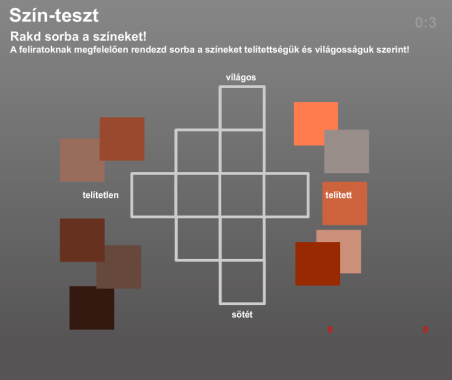 Szín-teszt
0:3
Rakd sorba a színeket!
A feliratoknak megfelelően rendezd sorba a színeket telítettségük és világosságuk szerint!
világos
telítetlen
telített
sötét